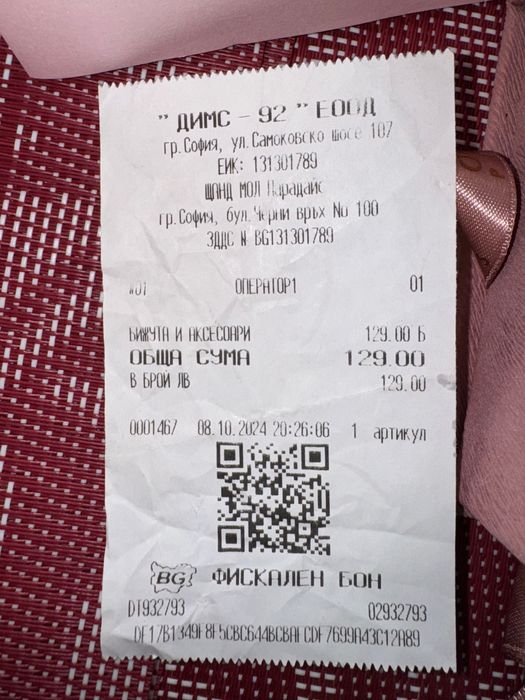 " ДИМС - 92 " ЕООД
гр.София, ул.Самоковско шосе 107
ЕИК: 131301789
ЩАНД МОЛ Парадайс
гр.София, бул.Черни връх No 100
ЗДДС N BG131301789
#01 ОПЕРАТОР1 01
БИЖУТА И АКСЕСОАРИ 129.00 Б
ОБЩА СУМА 129.00
В БРОЙ ЛВ 129.00
0001467 08.10.2024 20:26:06 1 артикул
BG ФИСКАЛЕН БОН
DT932793 02932793